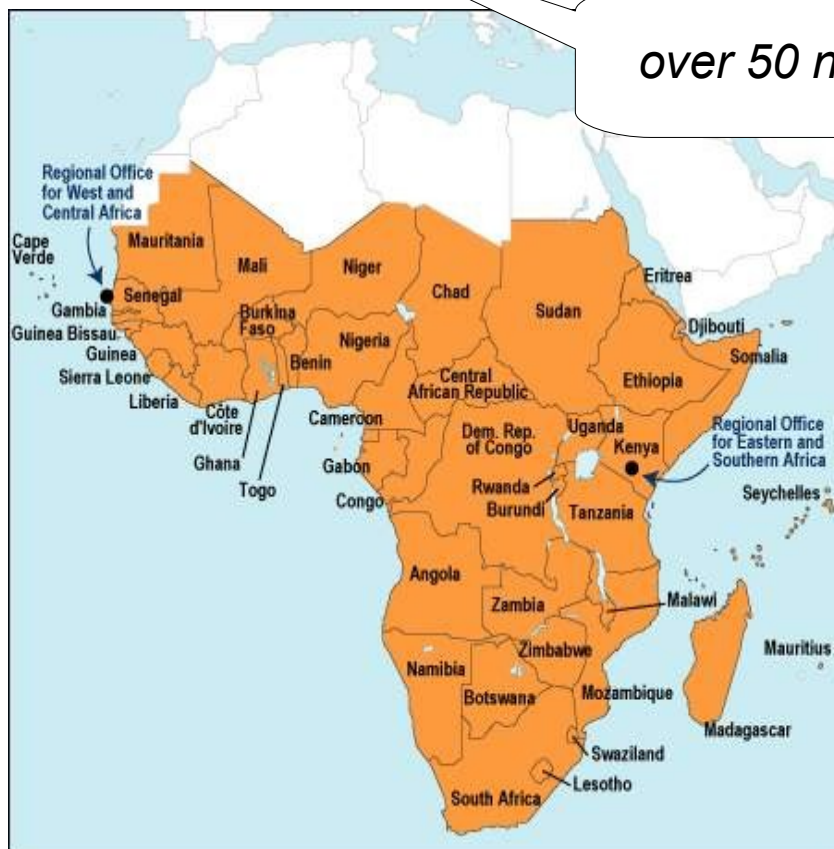 over 50 n
Regional Office
for West and
Central Africa
Cape
Verde
Mauritania
Mali
Niger
Chad
Sudan
Eritrea
Senegal
Gambia
Guinea Bissau
Guinea
Sierra Leone
Liberia
Côte
d'Ivoire
Ghana
Togo
Burkina
Faso
Benin
Nigeria
Cameroon
Central
African Republic
Djibouti
Somalia
Ethiopia
Gabon
Congo
Dem. Rep.
of Congo
Uganda
Kenya
Regional Office
for Eastern and
Southern Africa
Rwanda
Burundi
Tanzania
Seychelles
Angola
Zambia
Malawi
Zimbabwe
Mauritius
Namibia
Botswana
Mozambique
Madagascar
Swaziland
Lesotho
South Africa